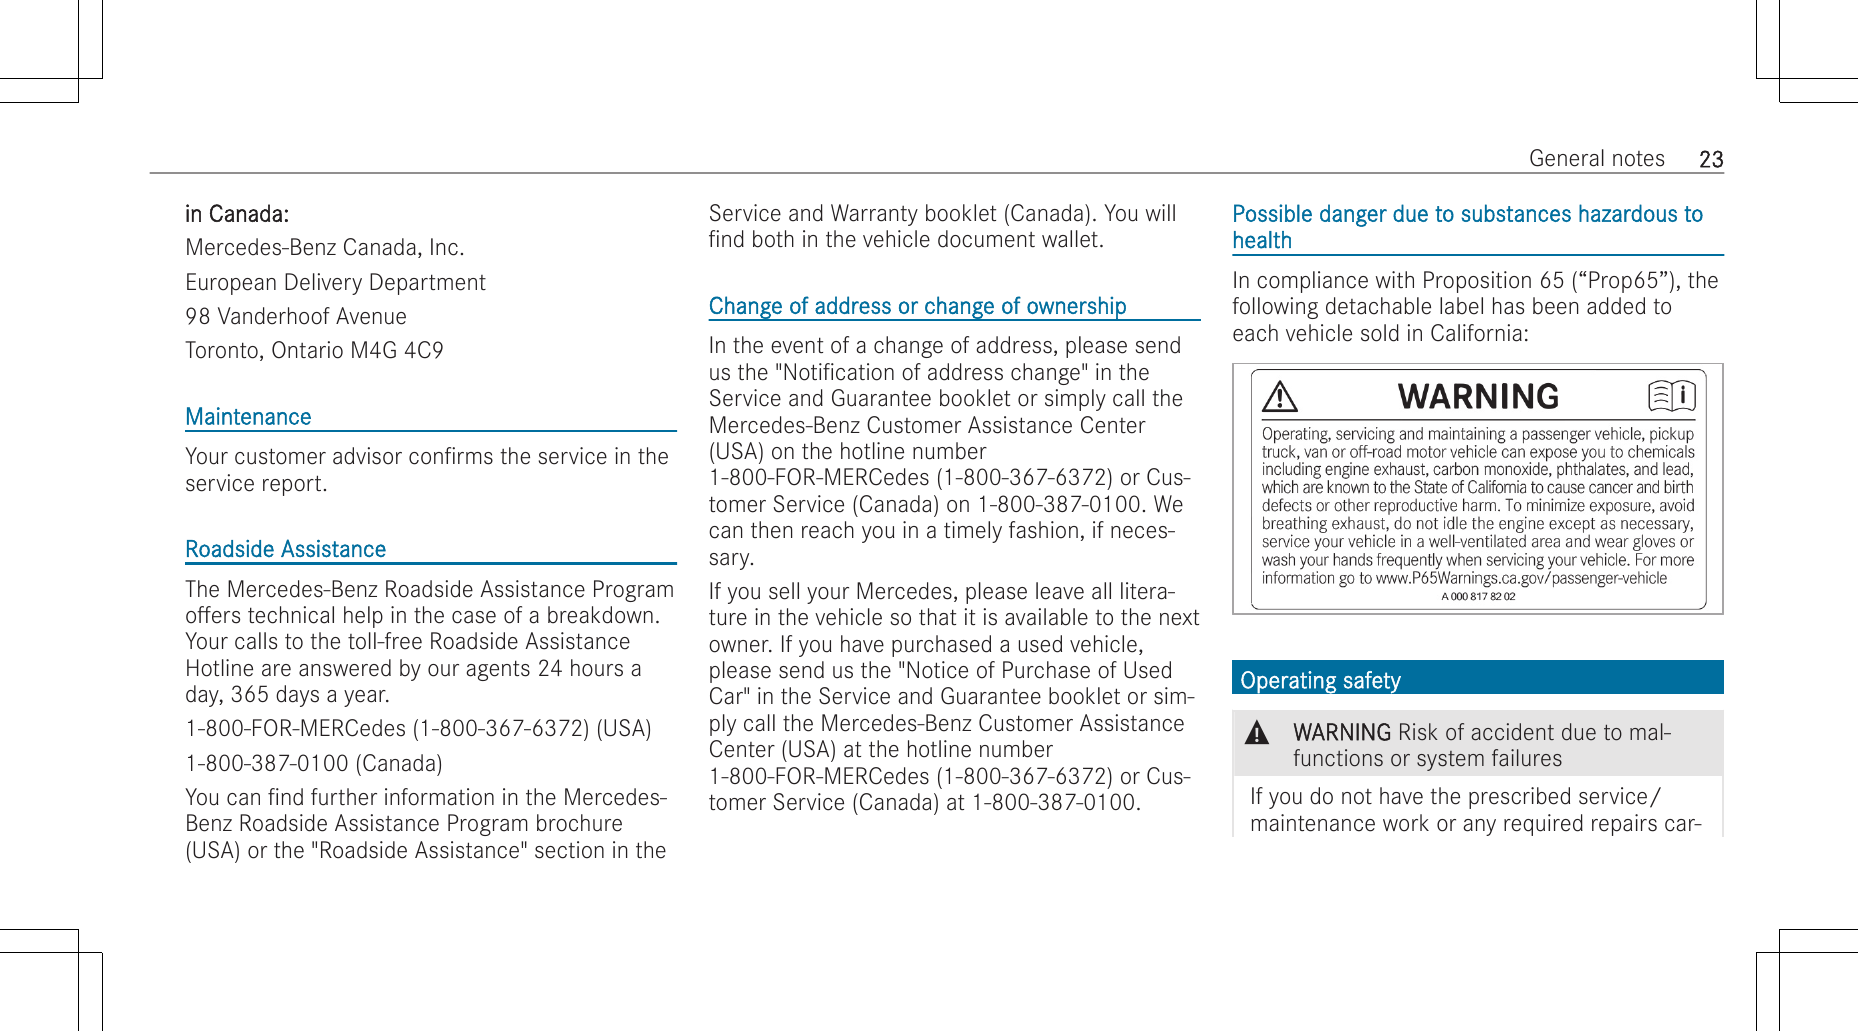 General notes 23
in Canada:
Mercedes-Benz Canada, Inc.
European Delivery Department
98 Vanderhoof Avenue
Toronto, Ontario M4G 4C9
Maintenance
Your customer advisor confirms the service in the
service report.
Roadside Assistance
The Mercedes-Benz Roadside Assistance Program
offers technical help in the case of a breakdown.
Your calls to the toll-free Roadside Assistance
Hotline are answered by our agents 24 hours a
day, 365 days a year.
1-800-FOR-MERCedes (1-800-367-6372) (USA)
1-800-387-0100 (Canada)
You can find further information in the Mercedes-
Benz Roadside Assistance Program brochure
(USA) or the "Roadside Assistance" section in the
Service and Warranty booklet (Canada). You will
find both in the vehicle document wallet.
Change of address or change of ownership
In the event of a change of address, please send
us the "Notification of address change" in the
Service and Guarantee booklet or simply call the
Mercedes-Benz Customer Assistance Center
(USA) on the hotline number
1-800-FOR-MERCedes (1-800-367-6372) or Cus-
tomer Service (Canada) on 1-800-387-0100. We
can then reach you in a timely fashion, if neces-
sary.
If you sell your Mercedes, please leave all litera-
ture in the vehicle so that it is available to the next
owner. If you have purchased a used vehicle,
please send us the "Notice of Purchase of Used
Car" in the Service and Guarantee booklet or sim-
ply call the Mercedes-Benz Customer Assistance
Center (USA) at the hotline number
1-800-FOR-MERCedes (1-800-367-6372) or Cus-
tomer Service (Canada) at 1-800-387-0100.
Possible danger due to substances hazardous to
health
In compliance with Proposition 65 (“Prop65”), the
following detachable label has been added to
each vehicle sold in California:
WARNING
Operating, servicing and maintaining a passenger vehicle, pickup
truck, van or off-road motor vehicle can expose you to chemicals
including engine exhaust, carbon monoxide, phthalates, and lead,
which are known to the State of California to cause cancer and birth
defects or other reproductive harm. To minimize exposure, avoid
breathing exhaust, do not idle the engine except as necessary,
service your vehicle in a well-ventilated area and wear gloves or
wash your hands frequently when servicing your vehicle. For more
information go to www.P65Warnings.ca.gov/passenger-vehicle
A 000 817 82 02
Operating safety
WARNING Risk of accident due to mal-
functions or system failures
If you do not have the prescribed service/
maintenance work or any required repairs car-